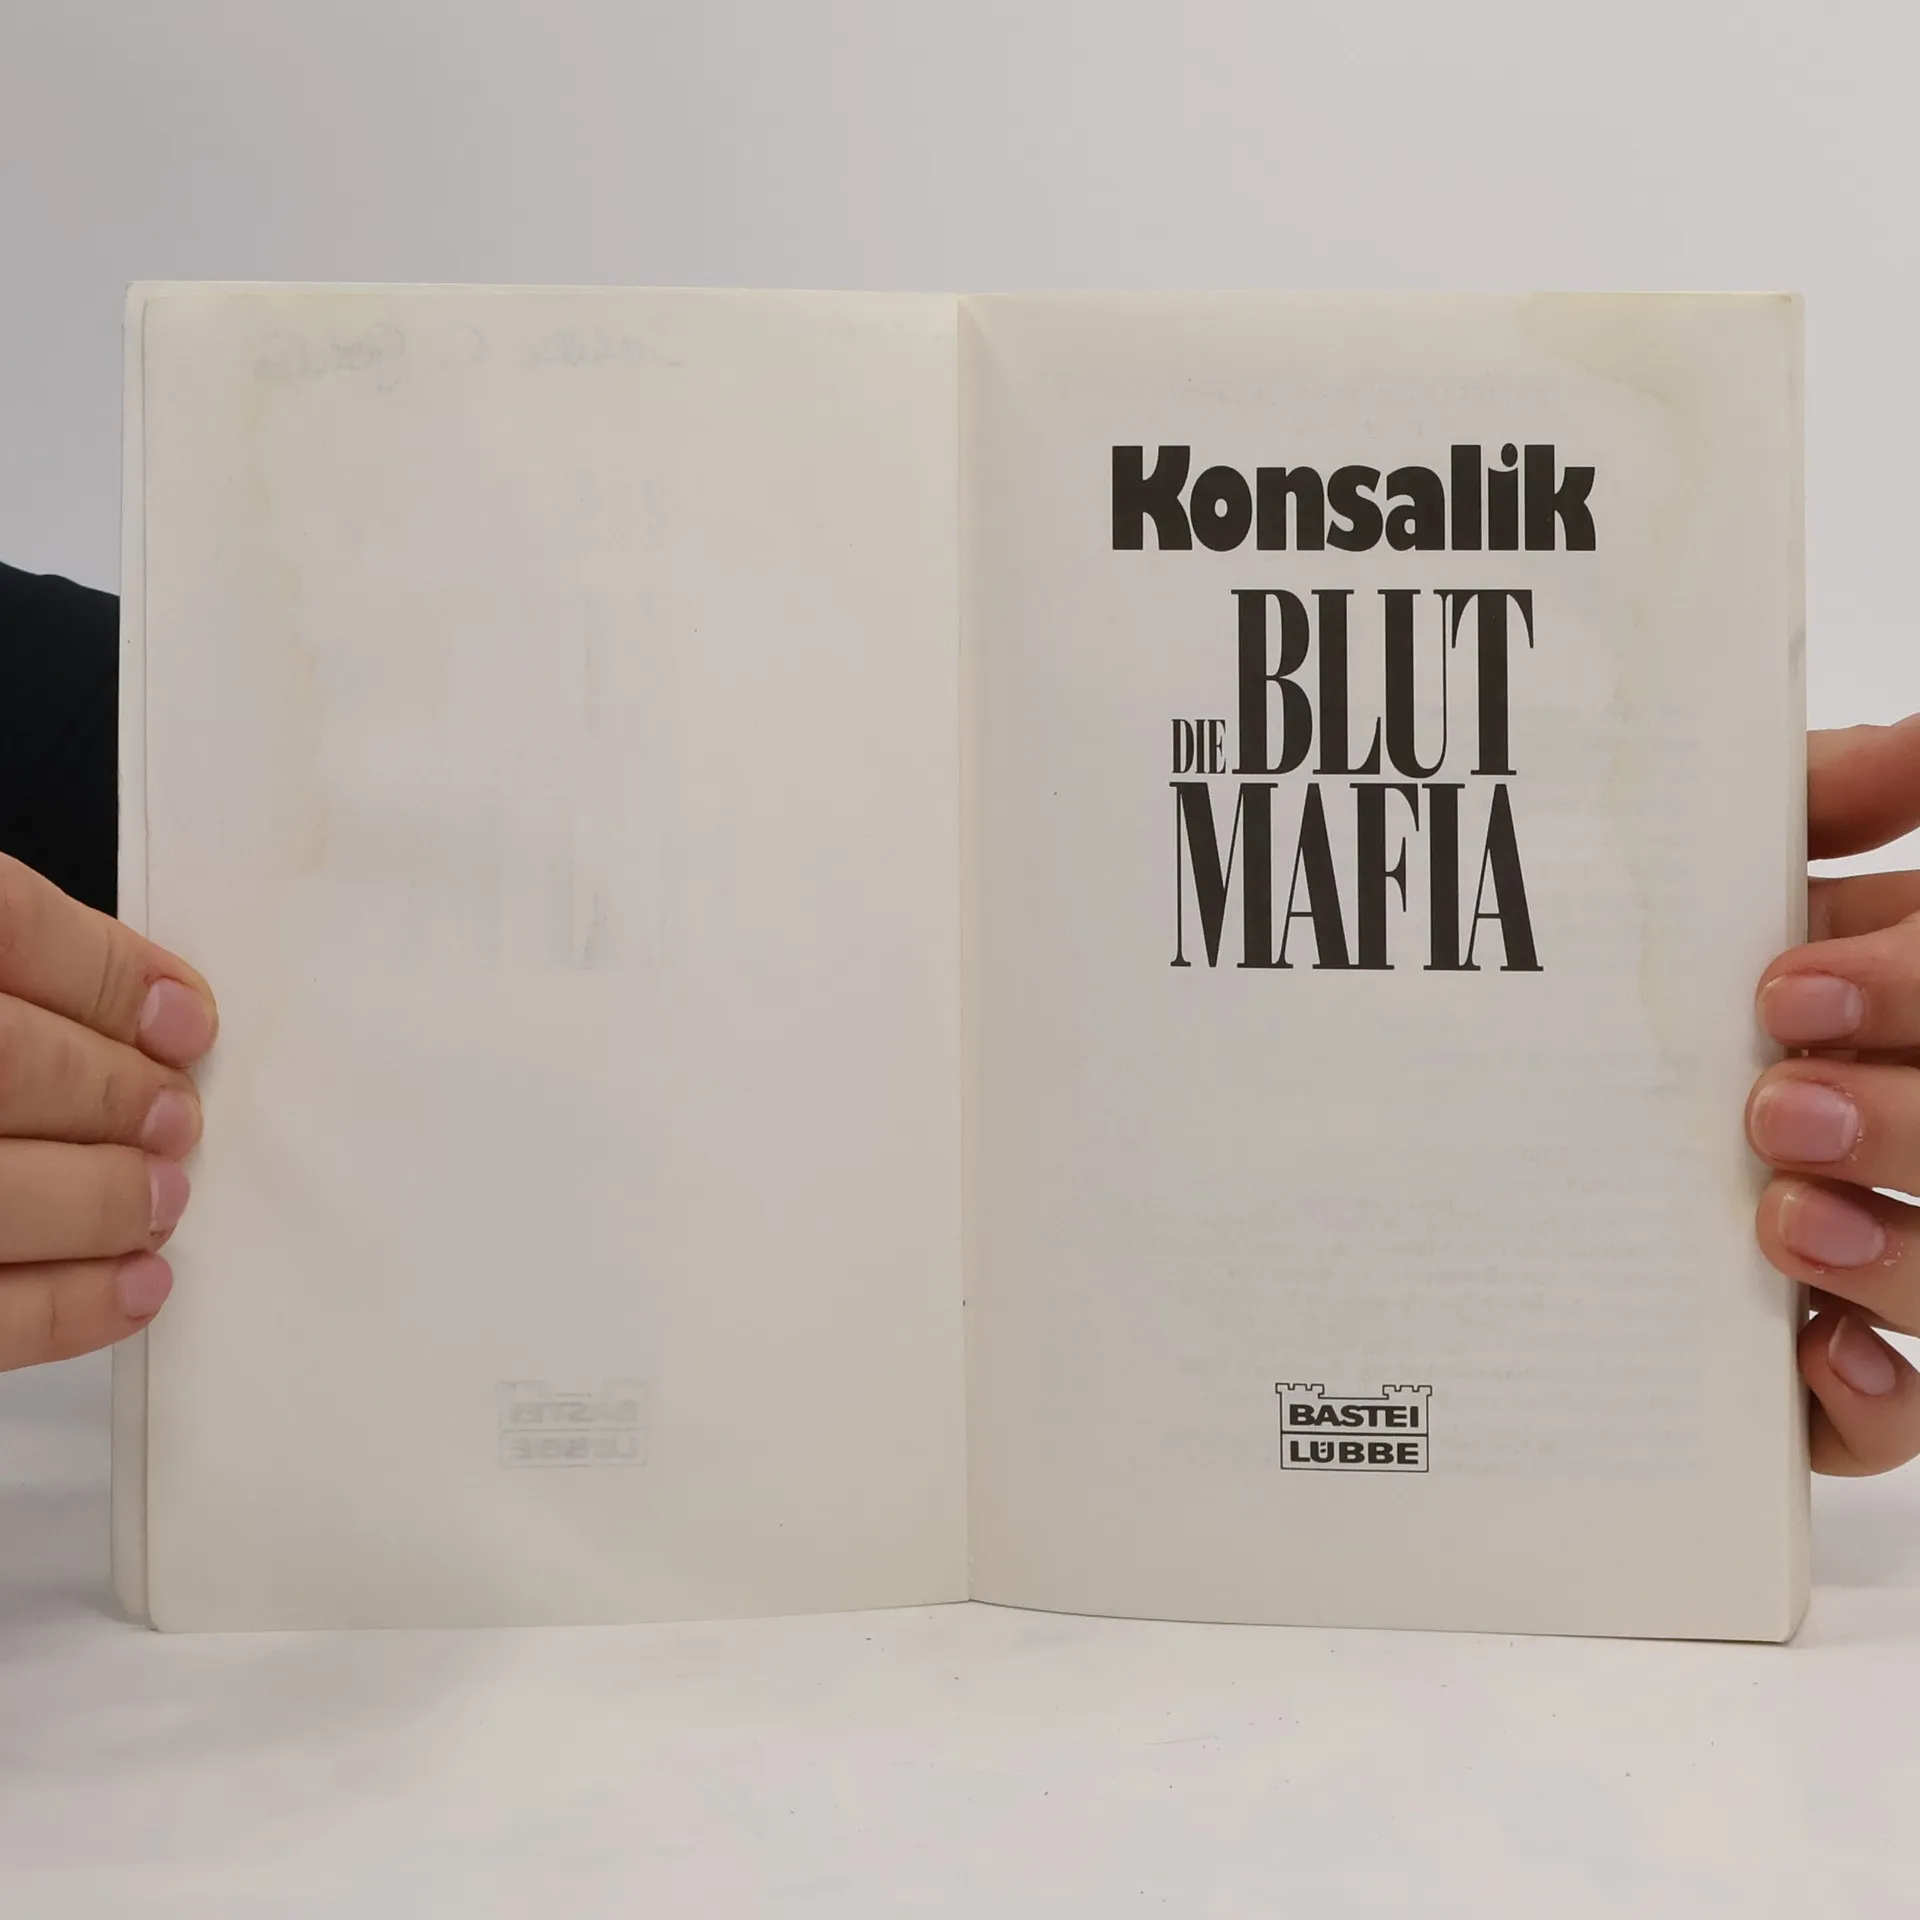 Konsalik
DIE BLUT
MAFIA
BASTEI
LÜBBE